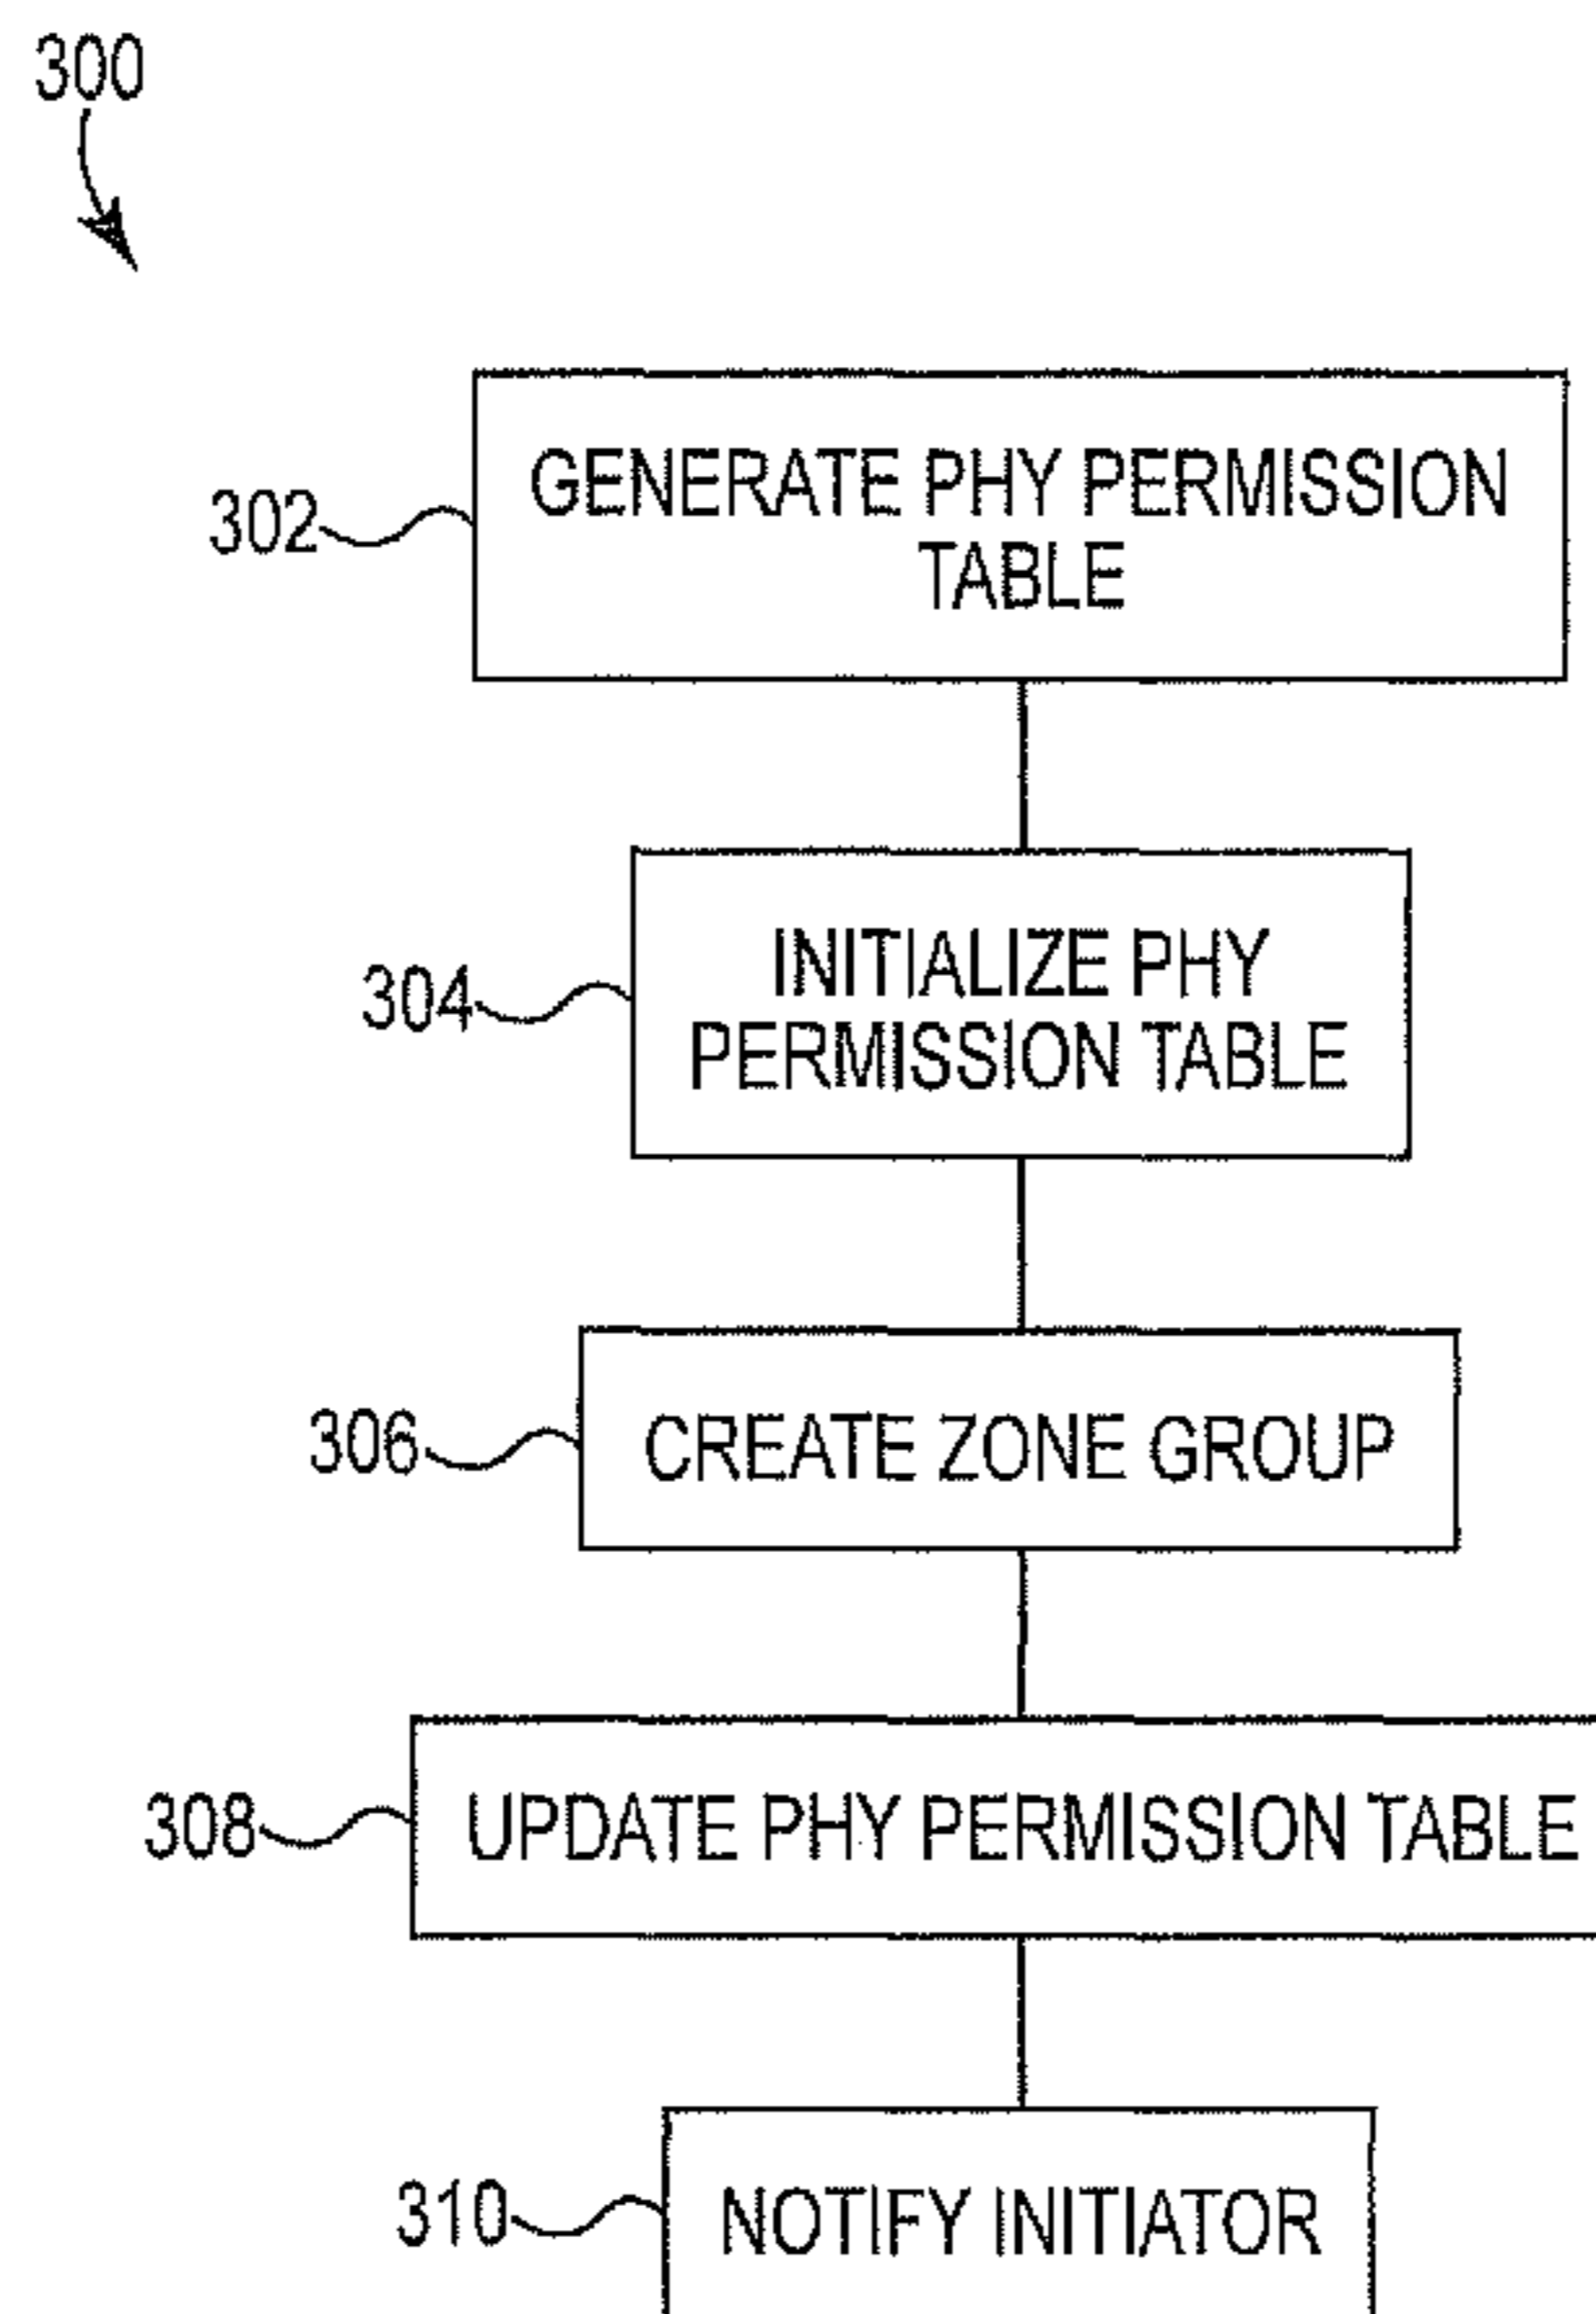 300
302
GENERATE PHY PERMISSION
TABLE
304
INITIALIZE PHY
PERMISSION TABLE
306
CREATE ZONE GROUP
308
UPDATE PHY PERMISSION TABLE
310
NOTIFY INITIATOR